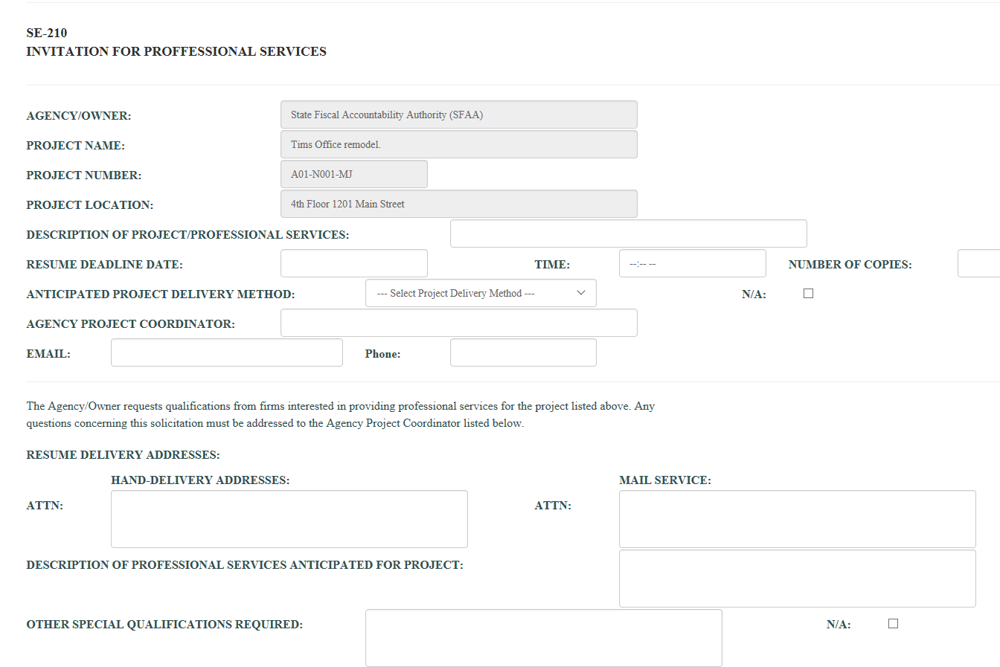 SE-210
INVITATION FOR PROFFESSIONAL SERVICES
AGENCY/OWNER: State Fiscal Accountability Authority (SFAA)
PROJECT NAME: Tims Office remodel.
PROJECT NUMBER: A01-N001-MJ
PROJECT LOCATION: 4th Floor 1201 Main Street
DESCRIPTION OF PROJECT/PROFESSIONAL SERVICES:
RESUME DEADLINE DATE: TIME: --:-- -- NUMBER OF COPIES:
ANTICIPATED PROJECT DELIVERY METHOD: --- Select Project Delivery Method --- N/A:
AGENCY PROJECT COORDINATOR:
EMAIL: Phone:
The Agency/Owner requests qualifications from firms interested in providing professional services for the project listed above. Any
questions concerning this solicitation must be addressed to the Agency Project Coordinator listed below.
RESUME DELIVERY ADDRESSES:
HAND-DELIVERY ADDRESSES: MAIL SERVICE:
ATTN: ATTN:
DESCRIPTION OF PROFESSIONAL SERVICES ANTICIPATED FOR PROJECT:
OTHER SPECIAL QUALIFICATIONS REQUIRED: N/A: